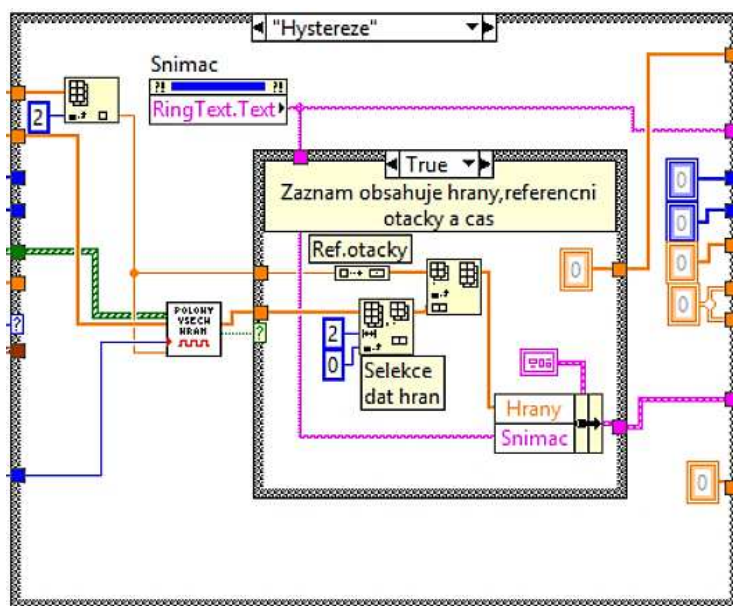 "Hystereze"
Snimac
RingText.Text
2
True
Zaznam obsahuje hrany,referencni
otacky a cas
Ref.otacky
POLOHY
VSECH
HRAN
?
?
2
0
Selekce
dat hran
Hrany
Snimac
0
0
0
0
0
0